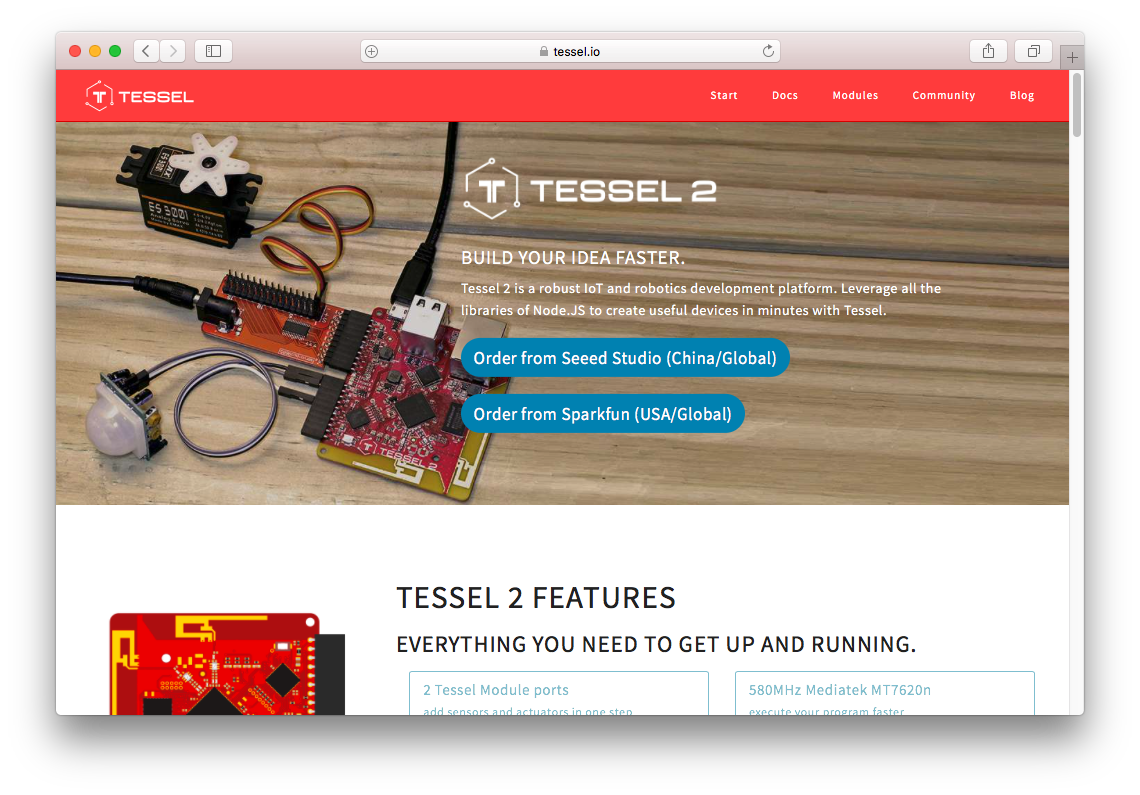 tessel.io
TESSEL
Start
Docs
Modules
Community
Blog
TESSEL 2
BUILD YOUR IDEA FASTER.
Tessel 2 is a robust IoT and robotics development platform. Leverage all the
libraries of Node.JS to create useful devices in minutes with Tessel.
Order from Seeed Studio (China/Global)
Order from Sparkfun (USA/Global)
ES 3001
TESSEL 2
TESSEL 2 FEATURES
EVERYTHING YOU NEED TO GET UP AND RUNNING.
2 Tessel Module ports
add sensors and actuators in one step
580MHz Mediatek MT7620n
execute your program faster